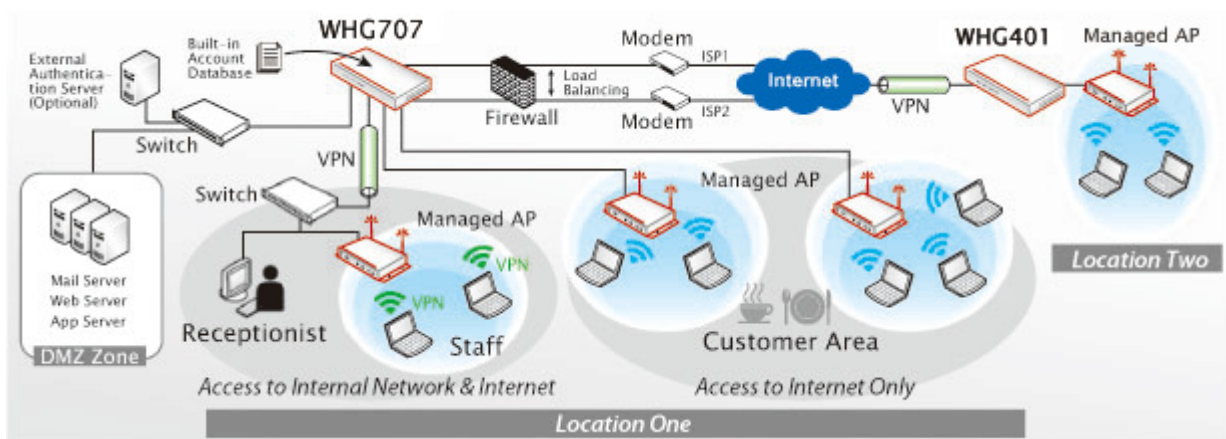 WHG707
Built-in
Account
Database
External
Authentica-
tion Server
(Optional)
Switch
Firewall
Load
Balancing
Modem
ISP1
Modem
ISP2
Internet
VPN
WHG401
Managed AP
Location Two
VPN
Switch
Managed AP
VPN
VPN
Receptionist
Staff
Access to Internal Network & Internet
Managed AP
Customer Area
Access to Internet Only
Mail Server
Web Server
App Server
DMZ Zone
Location One